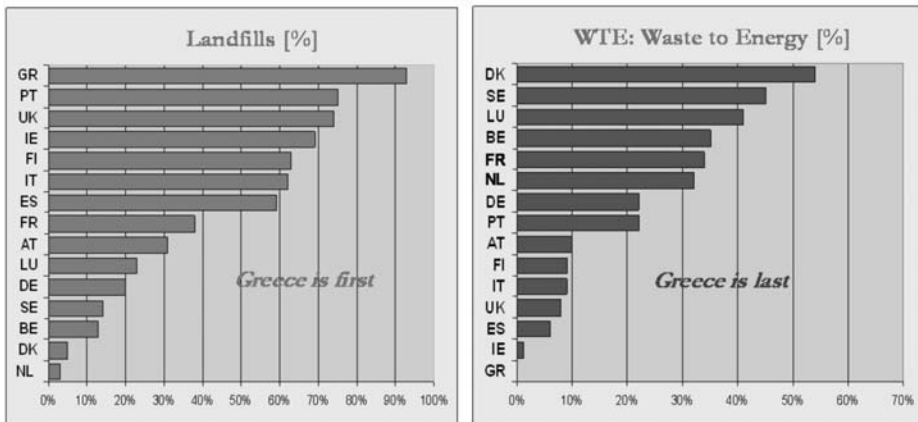 Landfills [%]
GR
PT
UK
IE
FI
IT
ES
FR
AT
LU
DE
SE
BE
DK
NL
Greece is first
0% 10% 20% 30% 40% 50% 60% 70% 80% 90% 100%
WTE: Waste to Energy [%]
DK
SE
LU
BE
FR
NL
DE
PT
AT
FI
IT
UK
ES
IE
GR
Greece is last
0% 10% 20% 30% 40% 50% 60% 70%